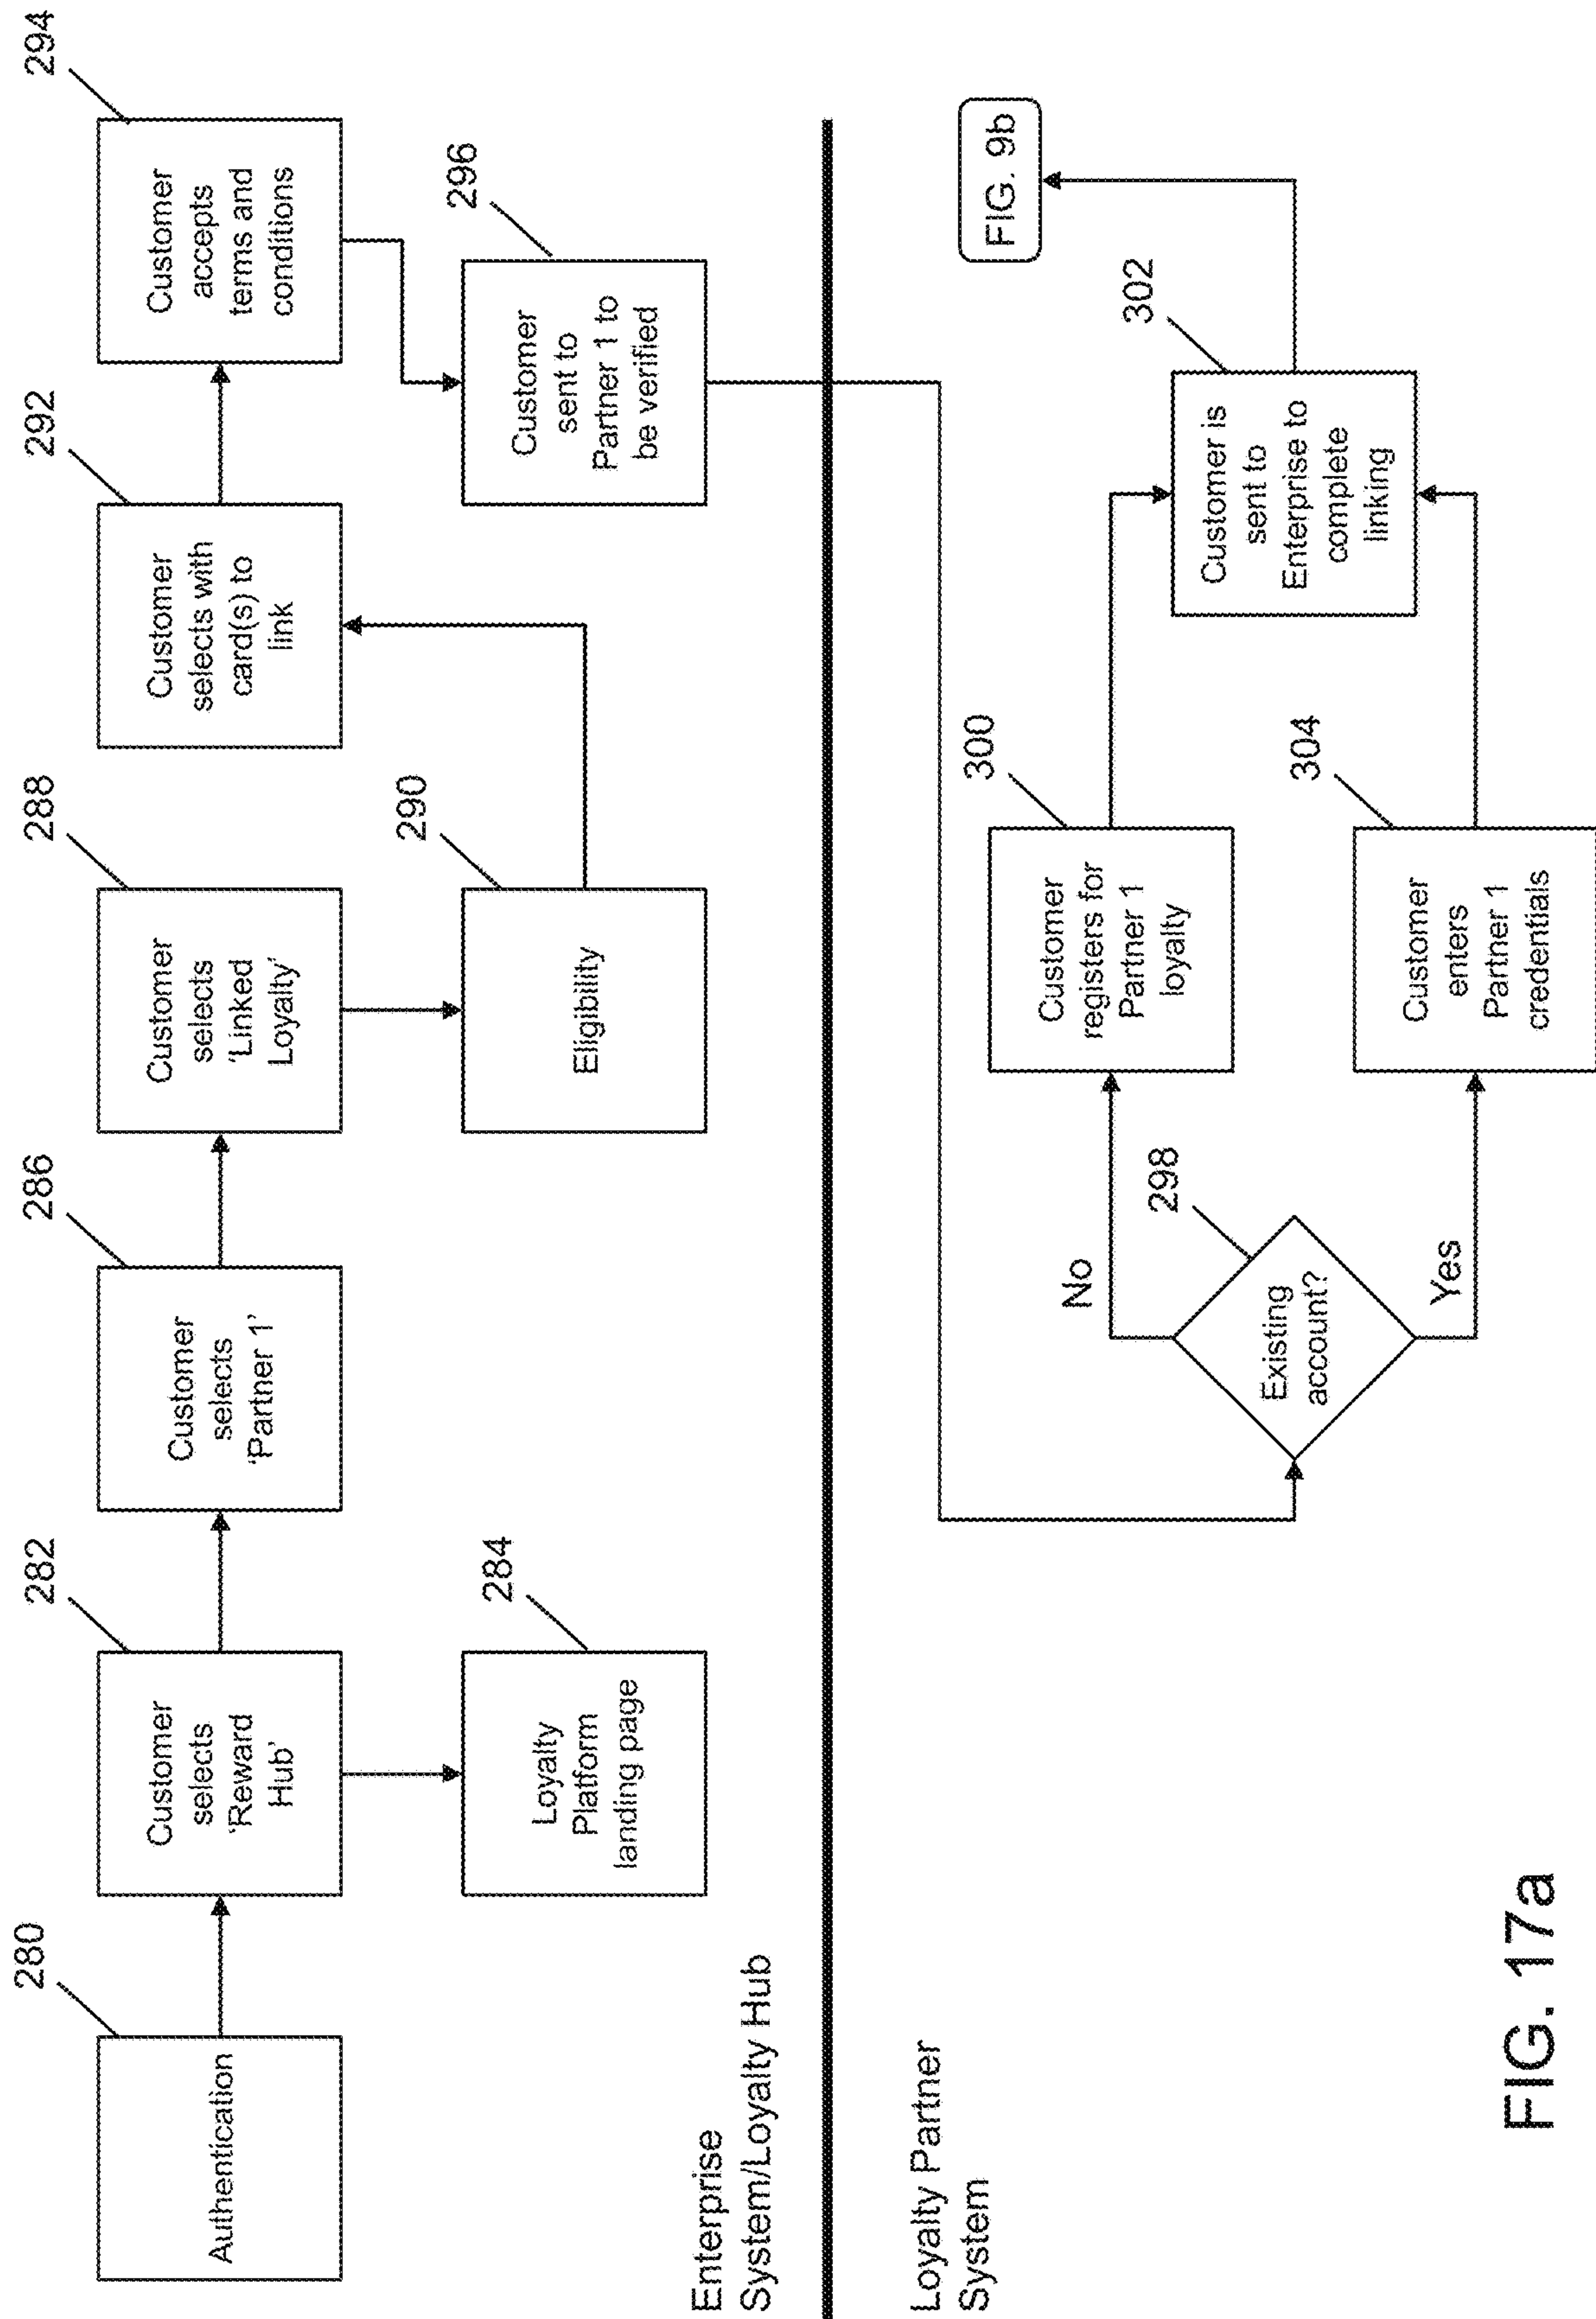 280
Authentication
282
Customer
selects
‘Reward
Hub’
284
Loyalty
Platform
landing page
286
Customer
selects
‘Partner 1’
288
Customer
selects
‘Linked
Loyalty’
290
Eligibility
292
Customer
selects with
card(s) to
link
294
Customer
accepts
terms and
conditions
296
Customer
sent to
Partner 1 to
be verified
Enterprise
System/Loyalty Hub
Loyalty Partner
System
298
Existing
account?
No
Yes
300
Customer
registers for
Partner 1
loyalty
304
Customer
enters
Partner 1
credentials
302
Customer is
sent to
Enterprise to
complete
linking
FIG. 9b
FIG. 17a